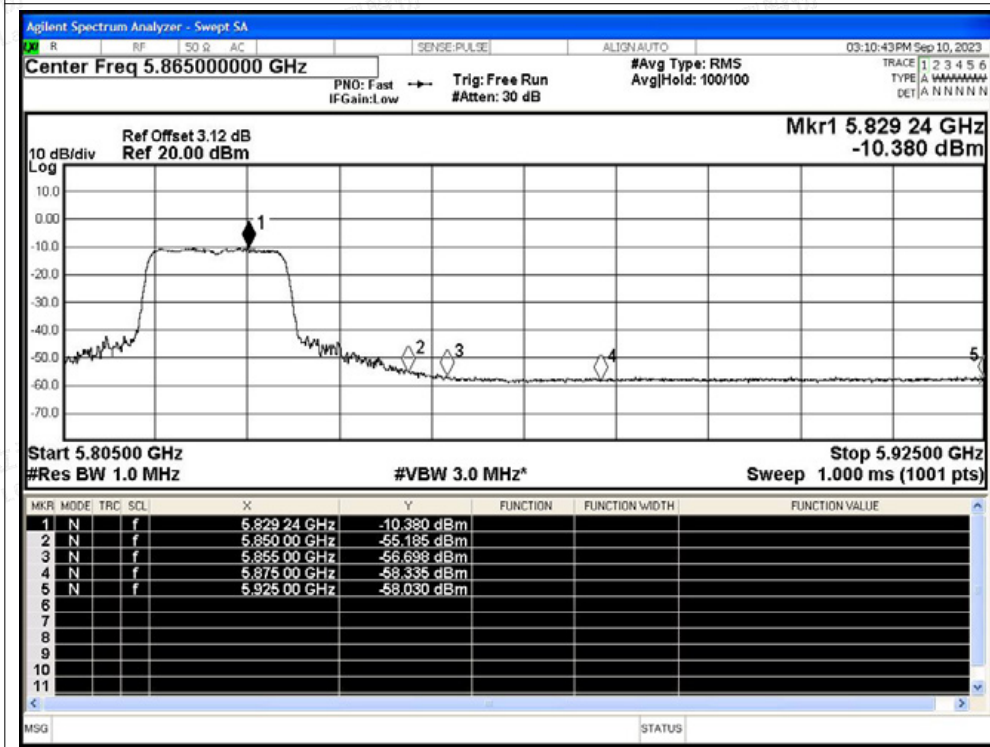 Agilent Spectrum Analyzer - Swept SA
R RF 50 Ω AC SENSE:PULSE ALIGN AUTO 03:10:43 PM Sep 10, 2023
Center Freq 5.865000000 GHz
PNO: Fast
IFGain:Low
Trig: Free Run
#Atten: 30 dB
#Avg Type: RMS
Avg|Hold: 100/100
TRACE 1 2 3 4 5 6
TYPE A WWWWW
DET A N N N N N
Mkr1 5.829 24 GHz
-10.380 dBm
Ref Offset 3.12 dB
10 dB/div Ref 20.00 dBm
Log
10.0
0.00
-10.0
-20.0
-30.0
-40.0
-50.0
-60.0
-70.0
1
2
3
4
5
Start 5.80500 GHz Stop 5.92500 GHz
#Res BW 1.0 MHz #VBW 3.0 MHz* Sweep 1.000 ms (1001 pts)
MKR MODE TRC SCL X Y FUNCTION FUNCTION WIDTH FUNCTION VALUE
1 N f 5.829 24 GHz -10.380 dBm
2 N f 5.850 00 GHz -55.185 dBm
3 N f 5.855 00 GHz -56.698 dBm
4 N f 5.875 00 GHz -58.335 dBm
5 N f 5.925 00 GHz -58.030 dBm
6
7
8
9
10
11
MSG STATUS